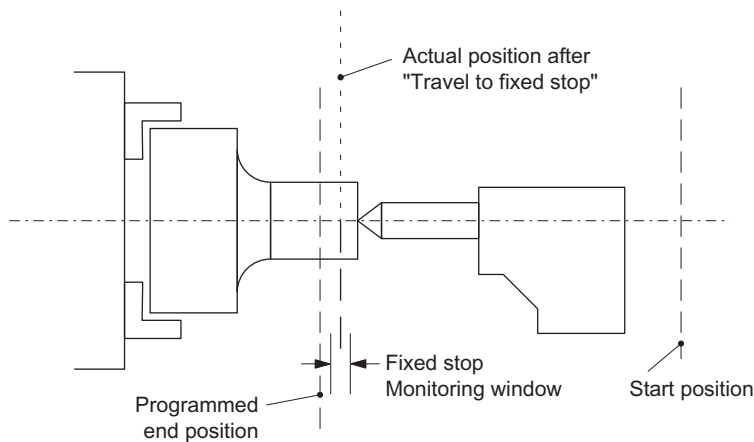 Actual position after
"Travel to fixed stop"
Fixed stop
Monitoring window
Start position
Programmed
end position